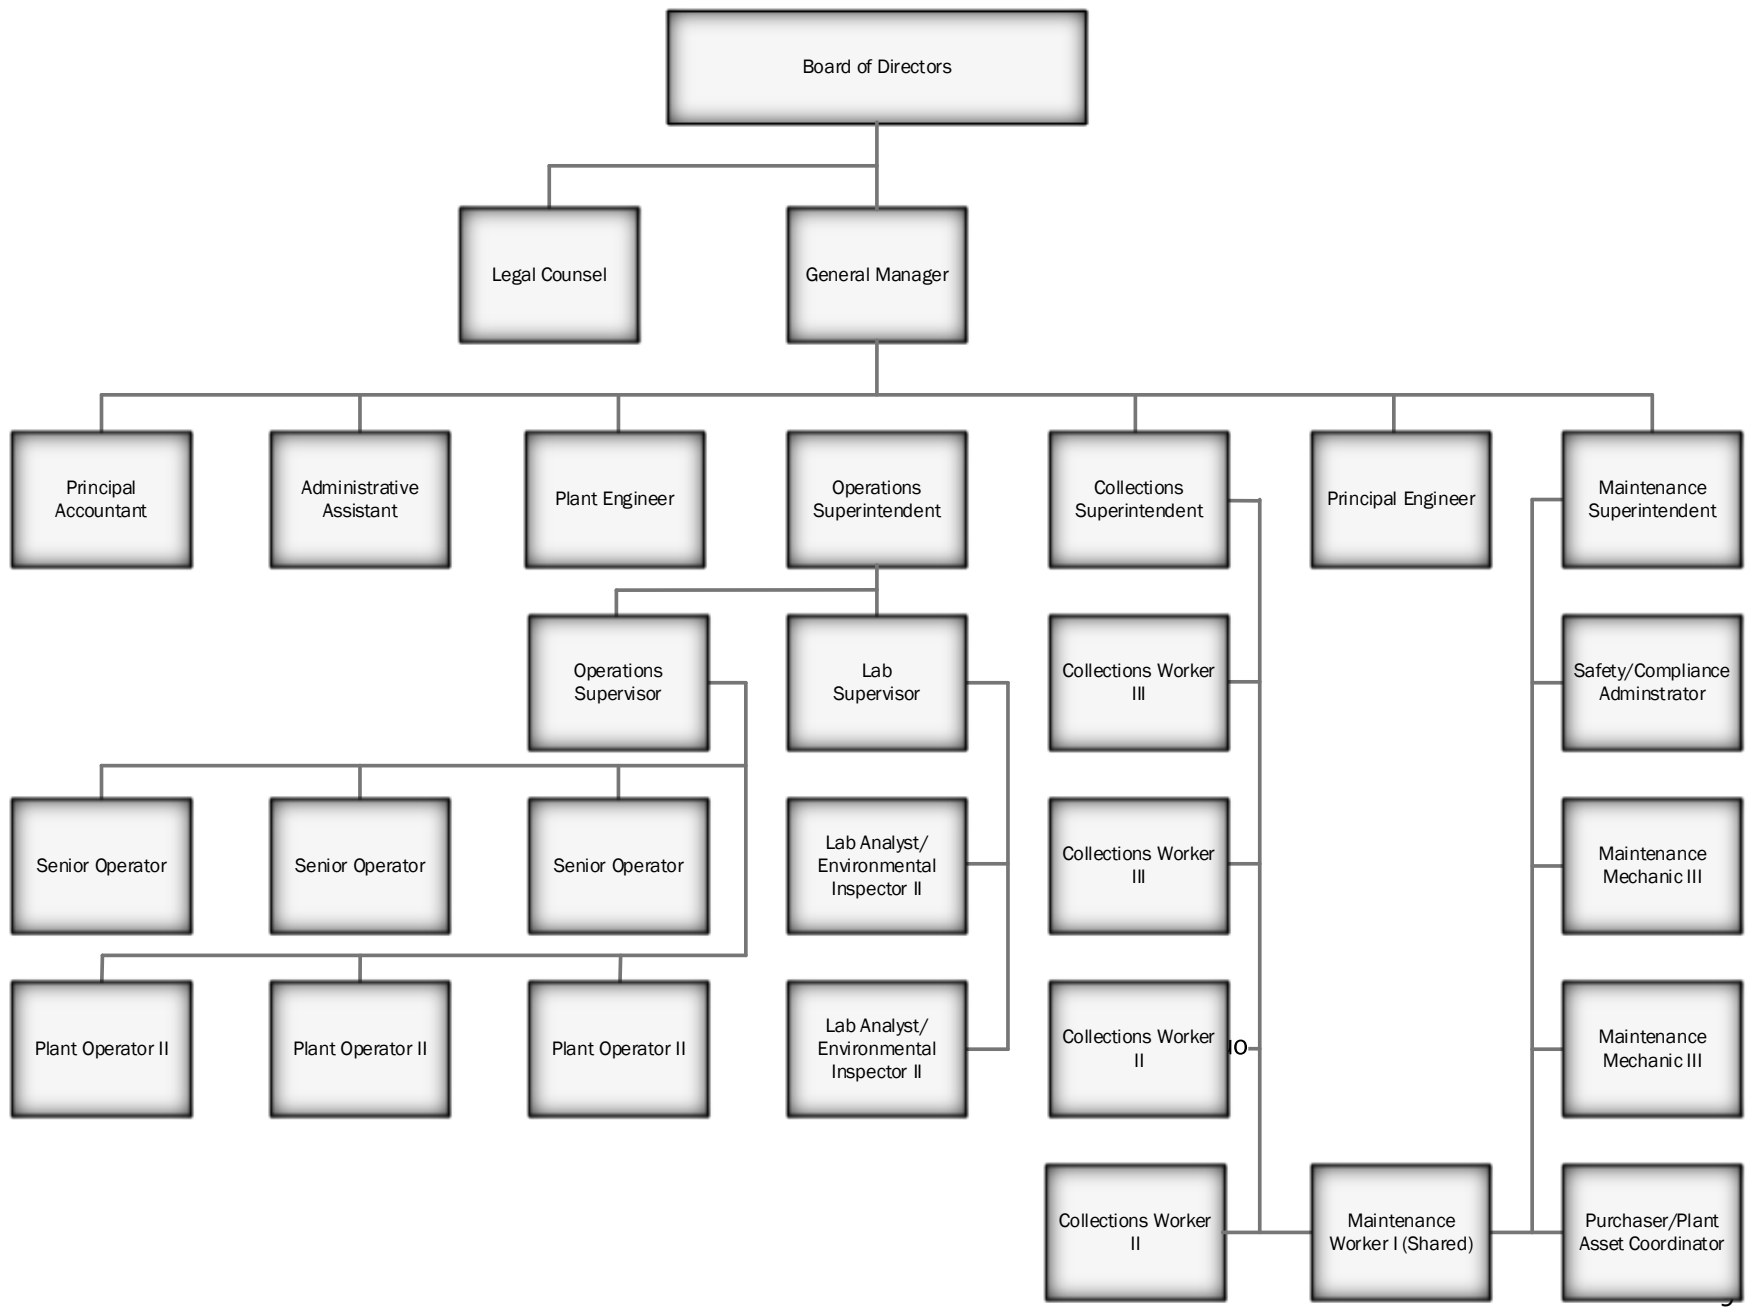 Board of Directors
Legal Counsel
General Manager
Principal
Accountant
Administrative
Assistant
Plant Engineer
Operations
Superintendent
Collections
Superintendent
Principal Engineer
Maintenance
Superintendent
Operations
Supervisor
Lab
Supervisor
Collections Worker
III
Safety/Compliance
Adminstrator
Senior Operator
Senior Operator
Senior Operator
Lab Analyst/
Environmental
Inspector II
Collections Worker
III
Maintenance
Mechanic III
Plant Operator II
Plant Operator II
Plant Operator II
Lab Analyst/
Environmental
Inspector II
Collections Worker
II
Maintenance
Mechanic III
Collections Worker
II
Maintenance
Worker I (Shared)
Purchaser/Plant
Asset Coordinator